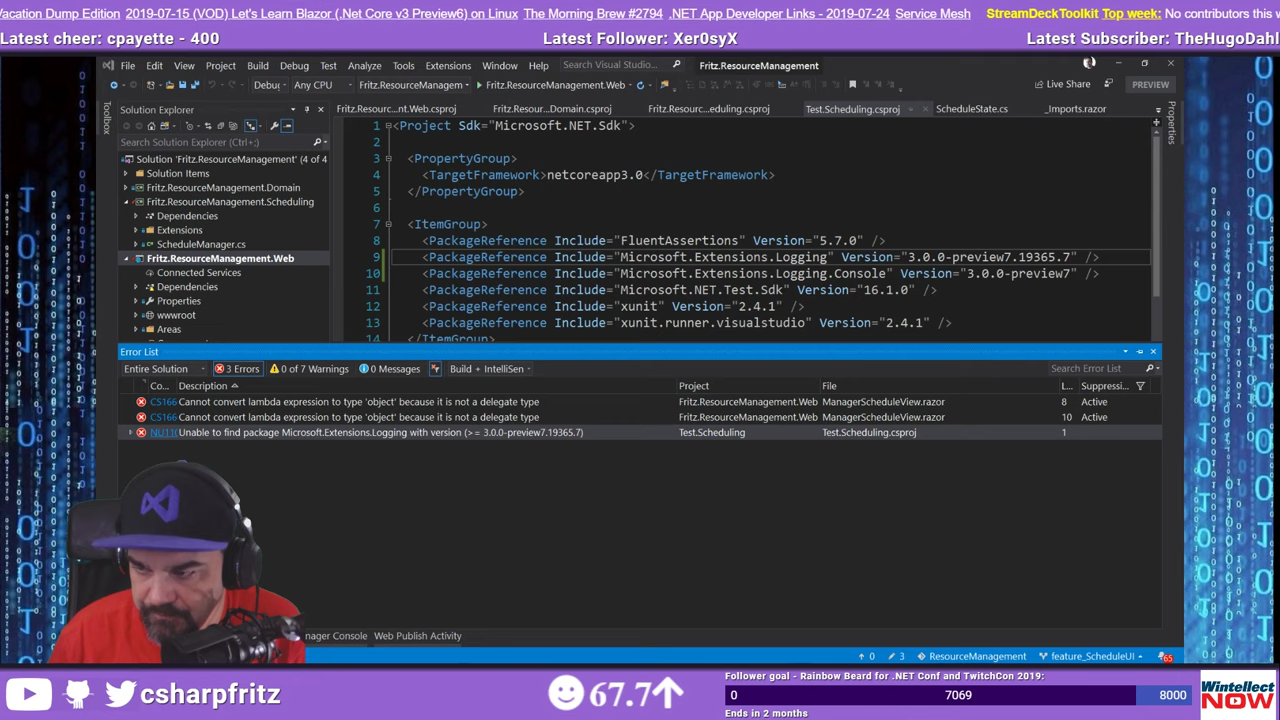 Vacation Dump Edition 2019-07-15 (VOD) Let's Learn Blazor (.Net Core v3 Preview6) on Linux The Morning Brew #2794 .NET App Developer Links - 2019-07-24 Service Mesh StreamDeckToolkit Top week: No contributors this
Latest cheer: cpayette - 400 Latest Follower: Xer0syX Latest Subscriber: TheHugoDahl
File Edit View Project Build Debug Test Analyze Tools Extensions Window Help Search Visual Studio Fritz.ResourceManagement
Debug Any CPU Fritz.ResourceManagem Fritz.ResourceManagement.Web Live Share PREVIEW
Toolbox
Solution Explorer
Search Solution Explorer (Ctrl+;)
Solution 'Fritz.ResourceManagement' (4 of 4
Solution Items
Fritz.ResourceManagement.Domain
Fritz.ResourceManagement.Scheduling
Dependencies
Extensions
ScheduleManager.cs
Fritz.ResourceManagement.Web
Connected Services
Dependencies
Properties
wwwroot
Areas
Fritz.Resourc...nt.Web.csproj Fritz.Resour...Domain.csproj Fritz.Resourc...eduling.csproj Test.Scheduling.csproj ScheduleState.cs _Imports.razor
Properties
1 <Project Sdk="Microsoft.NET.Sdk">
2
3 <PropertyGroup>
4 <TargetFramework>netcoreapp3.0</TargetFramework>
5 </PropertyGroup>
6
7 <ItemGroup>
8 <PackageReference Include="FluentAssertions" Version="5.7.0" />
9 <PackageReference Include="Microsoft.Extensions.Logging" Version="3.0.0-preview7.19365.7" />
10 <PackageReference Include="Microsoft.Extensions.Logging.Console" Version="3.0.0-preview7" />
11 <PackageReference Include="Microsoft.NET.Test.Sdk" Version="16.1.0" />
12 <PackageReference Include="xunit" Version="2.4.1" />
13 <PackageReference Include="xunit.runner.visualstudio" Version="2.4.1" />
14 </ItemGroup>
Error List
Entire Solution 3 Errors 0 of 7 Warnings 0 Messages Build + IntelliSen Search Error List
Co... Description Project File L... Suppressi...
CS166 Cannot convert lambda expression to type 'object' because it is not a delegate type Fritz.ResourceManagement.Web ManagerScheduleView.razor 8 Active
CS166 Cannot convert lambda expression to type 'object' because it is not a delegate type Fritz.ResourceManagement.Web ManagerScheduleView.razor 10 Active
NU110 Unable to find package Microsoft.Extensions.Logging with version (>= 3.0.0-preview7.19365.7) Test.Scheduling Test.Scheduling.csproj 1
nager Console Web Publish Activity
0 3 ResourceManagement feature_ScheduleUI 65
csharpfritz 67.7
Follower goal - Rainbow Beard for .NET Conf and TwitchCon 2019:
0 7069 8000
Ends in 2 months
Wintellect
NOW